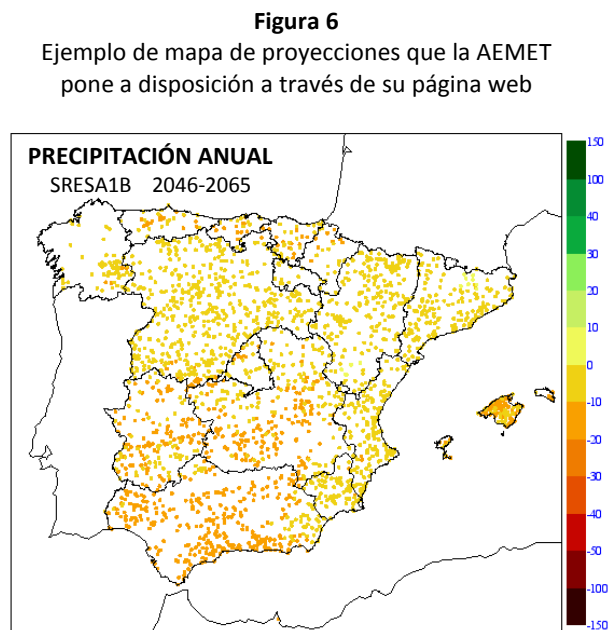 Figura 6
Ejemplo de mapa de proyecciones que la AEMET
pone a disposición a través de su página web
PRECIPITACIÓN ANUAL
SRESA1B 2046-2065
150
100
40
30
20
10
0
-10
-20
-30
-40
-50
-100
-150